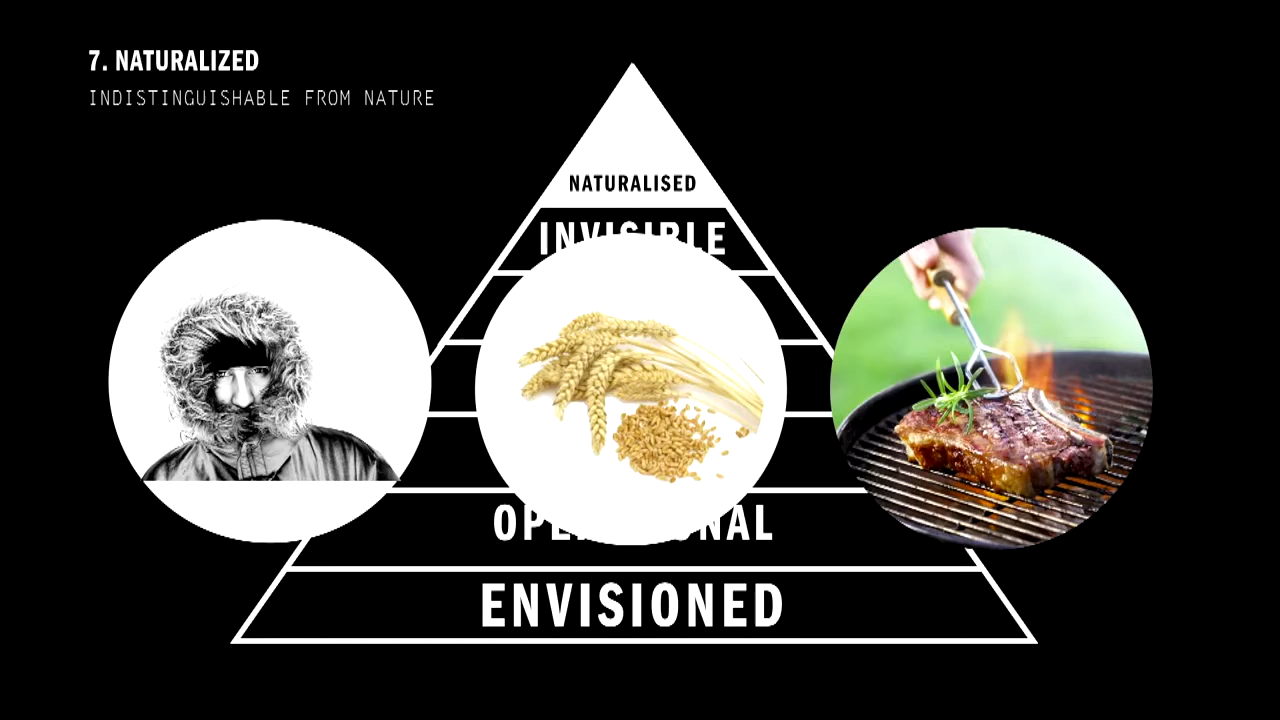 7. NATURALIZED
INDISTINGUISHABLE FROM NATURE
NATURALISED
INVISIBLE
ENVISIONED